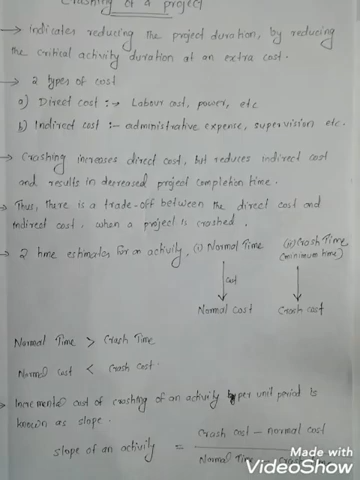 Crashing of a project
→ indicates reducing the project duration, by reducing
the critical activity duration at an extra cost.
→ 2 types of cost
a) Direct cost :→ Labour cost, power, etc
b) Indirect cost :- administrative expense, supervision etc.
→ Crashing increases direct cost, but reduces indirect cost
and results in decreased project completion time.
→ Thus, there is a trade-off between the direct cost and
indirect cost, when a project is crashed.
→ 2 time estimates for an activity. (i) Normal Time (ii) Crash Time
(minimum time)
cost
Normal cost Crash cost
Normal Time > Crash Time
Normal cost < Crash cost.
→ Incremental cost of crashing of an activity per unit period is
known as slope.
slope of an activity = Crash cost - normal cost
Normal Time - Crash
Made with
VideoShow